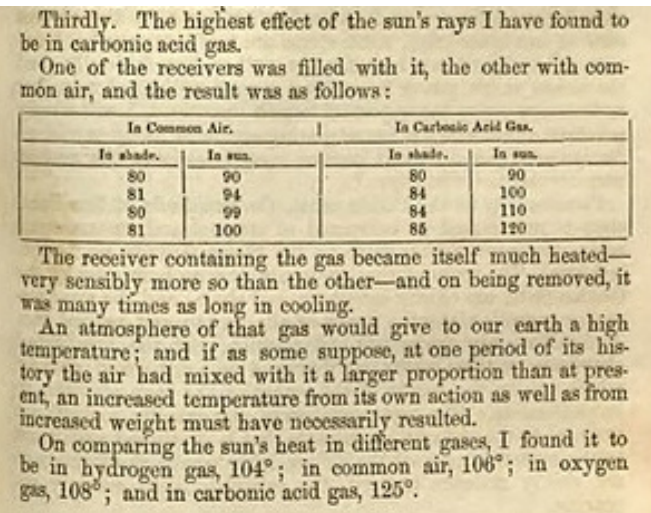 Thirdly. The highest effect of the sun's rays I have found to
be in carbonic acid gas.
One of the receivers was filled with it, the other with com-
mon air, and the result was as follows:
In Common Air. In Carbonic Acid Gas.
In shade. In sun. In shade. In sun.
80 90 80 90
81 94 84 100
80 99 84 110
81 100 85 120
The receiver containing the gas became itself much heated—
very sensibly more so than the other—and on being removed, it
was many times as long in cooling.
An atmosphere of that gas would give to our earth a high
temperature; and if as some suppose, at one period of its his-
tory the air had mixed with it a larger proportion than at pres-
ent, an increased temperature from its own action as well as from
increased weight must have necessarily resulted.
On comparing the sun's heat in different gases, I found it to
be in hydrogen gas, 104°; in common air, 106°; in oxygen
gas, 108°; and in carbonic acid gas, 125°.